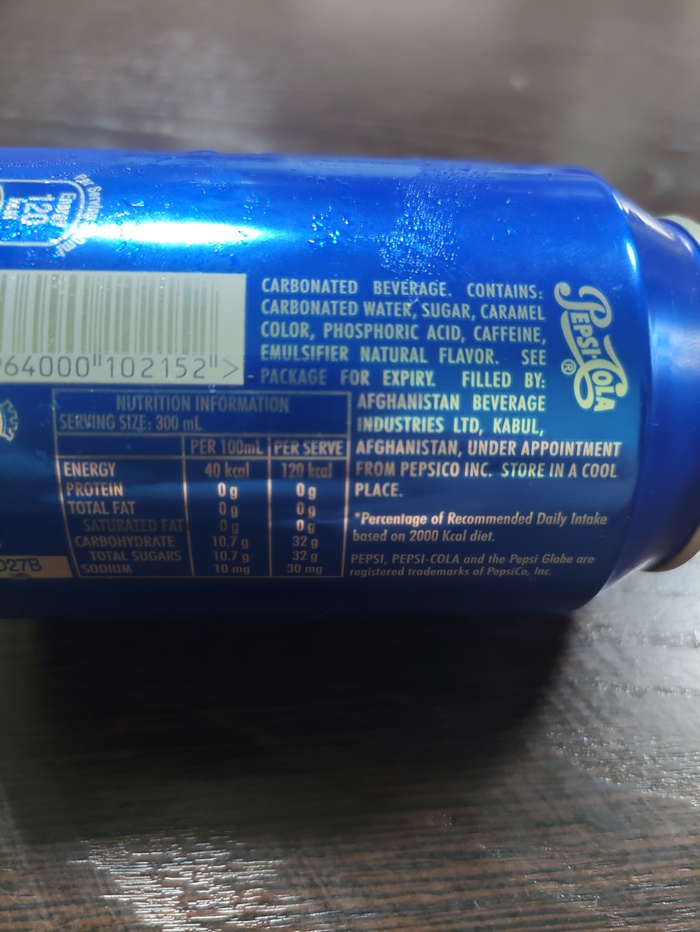 120
Energy
64000"102152">
CARBONATED BEVERAGE. CONTAINS:
CARBONATED WATER, SUGAR, CARAMEL
COLOR, PHOSPHORIC ACID, CAFFEINE,
EMULSIFIER NATURAL FLAVOR. SEE
PACKAGE FOR EXPIRY. FILLED BY:
AFGHANISTAN BEVERAGE
INDUSTRIES LTD, KABUL,
AFGHANISTAN, UNDER APPOINTMENT
FROM PEPSICO INC. STORE IN A COOL
PLACE.
*Percentage of Recommended Daily Intake
based on 2000 Kcal diet.
PEPSI, PEPSI-COLA and the Pepsi Globe are
registered trademarks of PepsiCo, Inc.
PEPSI-COLA®
NUTRITION INFORMATION
SERVING SIZE: 300 mL
PER 100mL PER SERVE
ENERGY 40 kcal 120 kcal
PROTEIN 0 g 0 g
TOTAL FAT 0 g 0 g
SATURATED FAT 0 g 0 g
CARBOHYDRATE 10.7 g 32 g
TOTAL SUGARS 10.7 g 32 g
SODIUM 10 mg 30 mg
027B